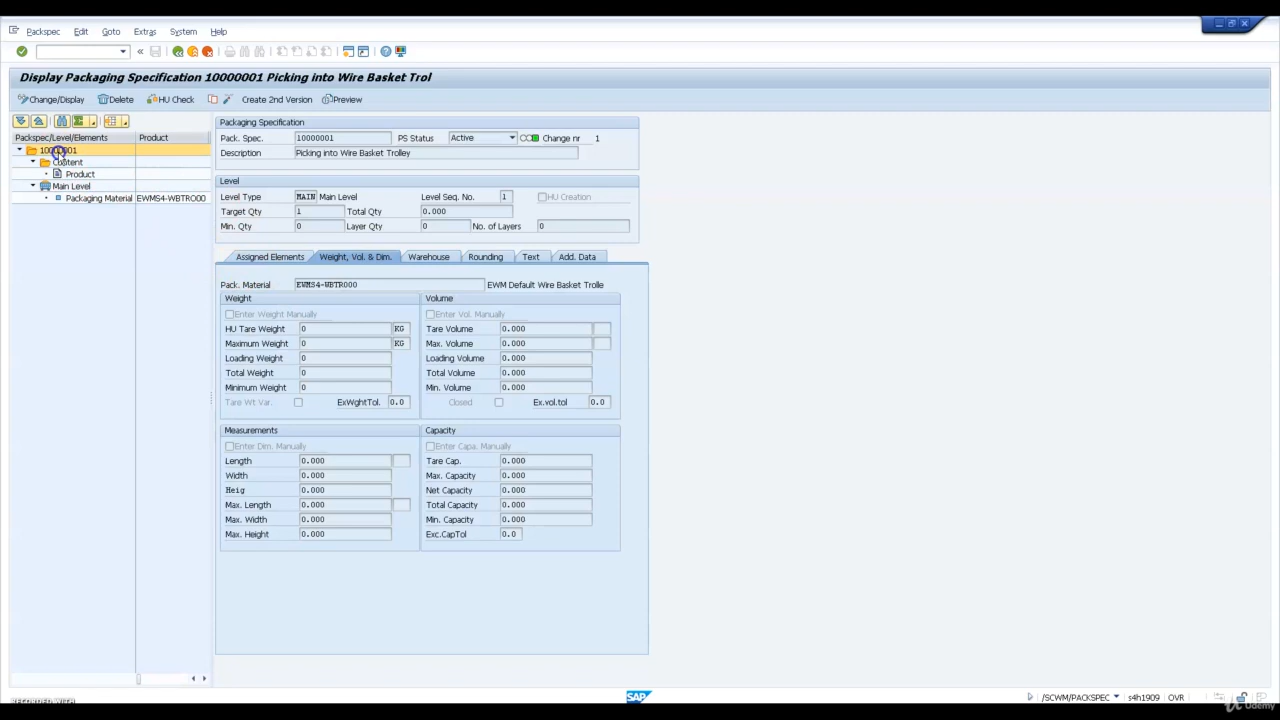 Packspec Edit Goto Extras System Help
Display Packaging Specification 10000001 Picking into Wire Basket Trol
Change/Display Delete HU Check Create 2nd Version Preview
Packspec/Level/Elements Product
10000001
Content
Product
Main Level
Packaging Material EWMS4-WBTRO00
Packaging Specification
Pack. Spec. 10000001 PS Status Active Change nr 1
Description Picking into Wire Basket Trolley
Level
Level Type MAIN Main Level Level Seq. No. 1 HU Creation
Target Qty 1 Total Qty 0.000
Min. Qty 0 Layer Qty 0 No. of Layers 0
Assigned Elements Weight, Vol. & Dim. Warehouse Rounding Text Add. Data
Pack. Material EWMS4-WBTR000 EWM Default Wire Basket Trolle
Weight Volume
Enter Weight Manually Enter Vol. Manually
HU Tare Weight 0 KG Tare Volume 0.000
Maximum Weight 0 KG Max. Volume 0.000
Loading Weight 0 Loading Volume 0.000
Total Weight 0 Total Volume 0.000
Minimum Weight 0 Min. Volume 0.000
Tare Wt Var. ExWghtTol. 0.0 Closed Ex.vol.tol 0.0
Measurements Capacity
Enter Dim. Manually Enter Capa. Manually
Length 0.000 Tare Cap. 0.000
Width 0.000 Max. Capacity 0.000
Heig 0.000 Net Capacity 0.000
Max. Length 0.000 Total Capacity 0.000
Max. Width 0.000 Min. Capacity 0.000
Max. Height 0.000 Exc.CapTol 0.0
RECORDED WITH
SAP /SCWM/PACKSPEC s4h1909 OVR
Udemy